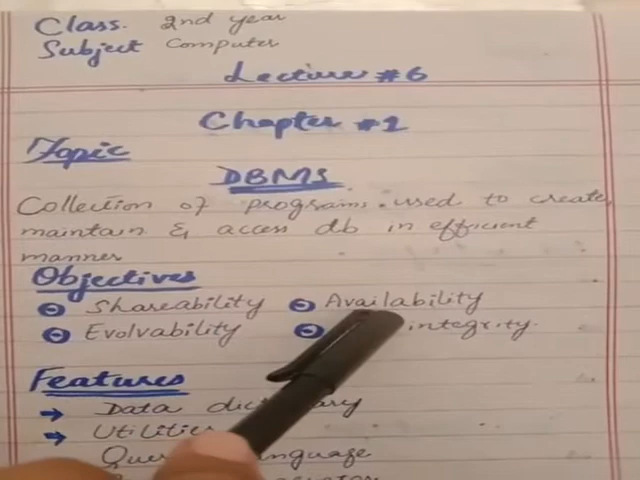 Class. 2nd year
Subject Computer
Lecture #6
Chapter #1
Topic
DBMS
Collection of programs used to create,
maintain & access db in efficient
manner
Objectives
Shareability Availability
Evolvability integrity.
Features
Data dictionary
Utilities
Query language